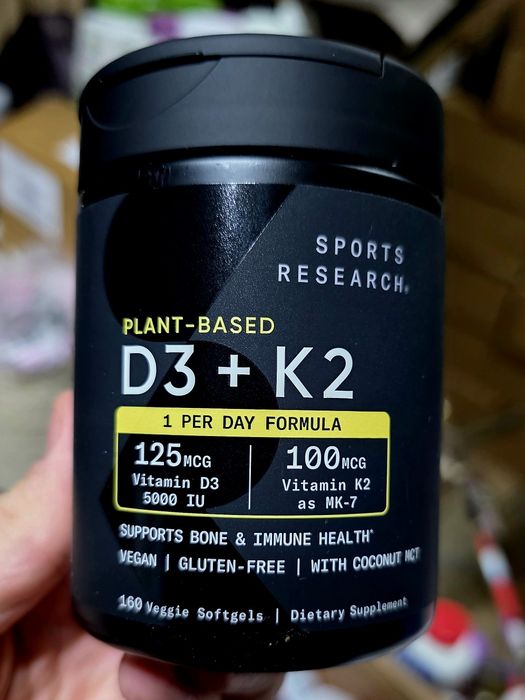 SPORTS
RESEARCH®
PLANT-BASED
D3 + K2
1 PER DAY FORMULA
125MCG
Vitamin D3
5000 IU
100MCG
Vitamin K2
as MK-7
SUPPORTS BONE & IMMUNE HEALTH*
VEGAN | GLUTEN-FREE | WITH COCONUT MCT
160 Veggie Softgels | Dietary Supplement